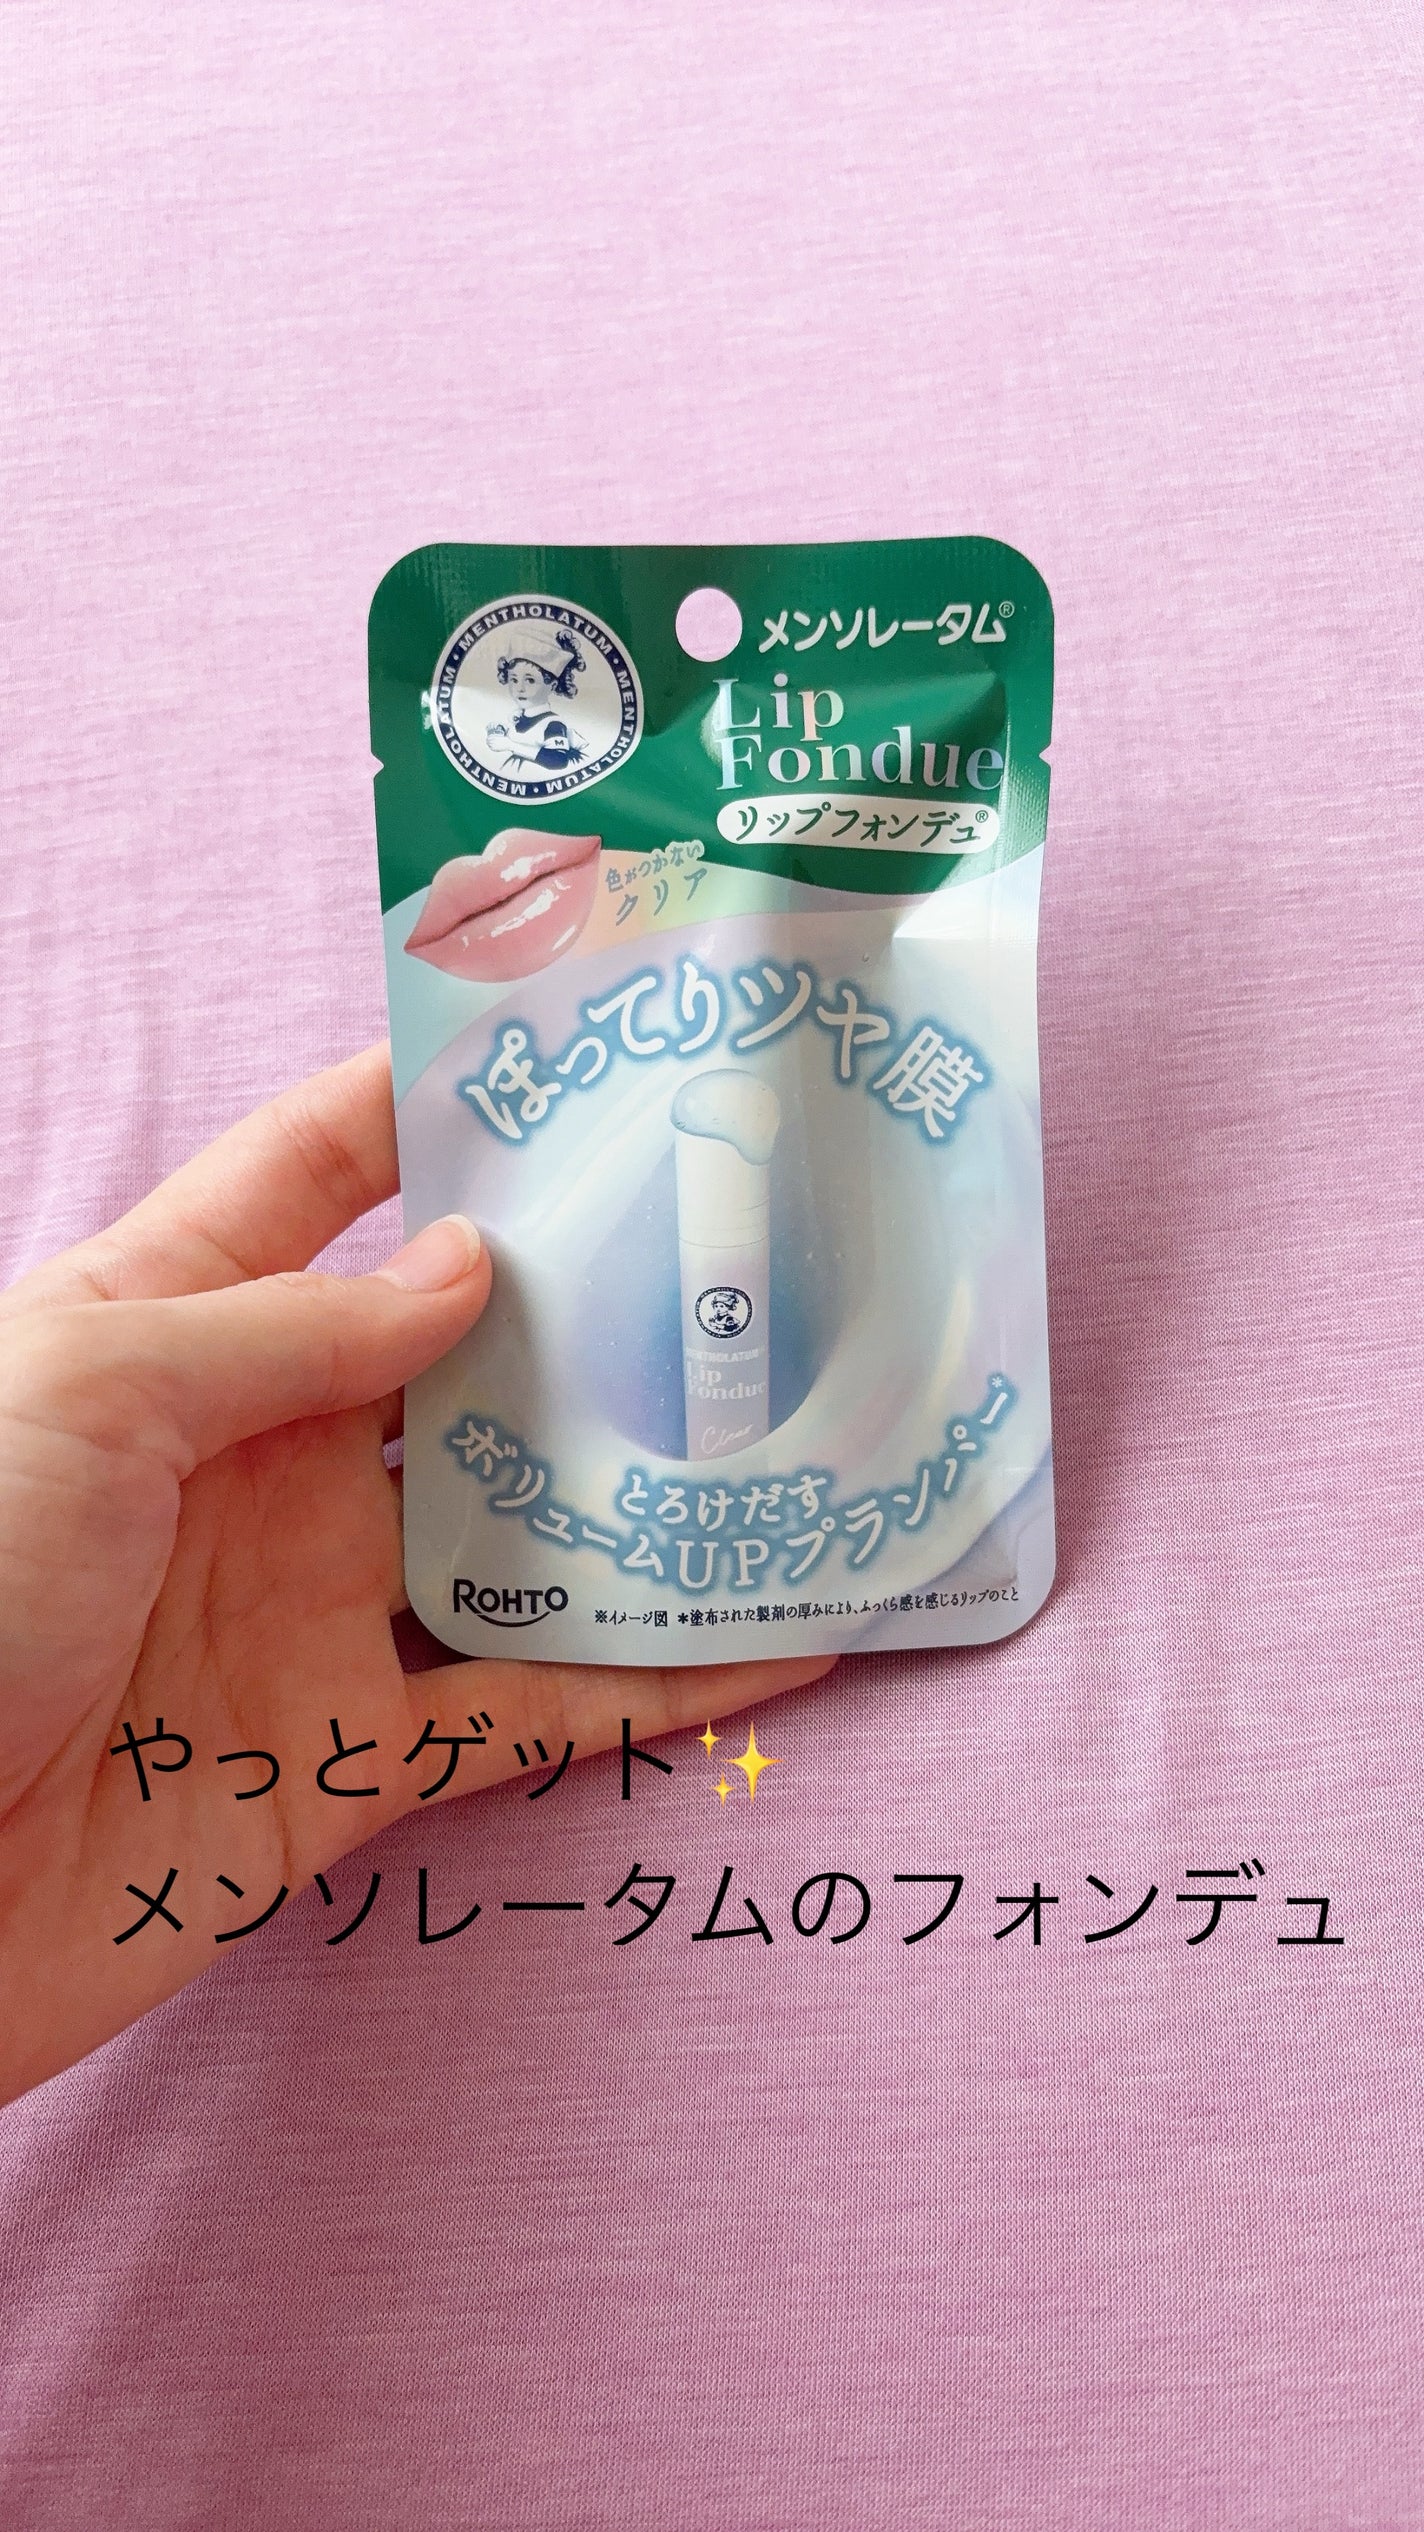 MENTHOLATUM・MENTHOLATUM・MENTHOLATUM・
M
メンソレータム®
Lip
Fondue
リップフォンデュ®
色がつかない
クリア
ぽってりツヤ膜
MENTHOLATUM
Lip
Fondue
Clear
とろけだす
ボリュームUPプランパー*
ROHTO
※イメージ図 *塗布された製剤の厚みにより、ふっくら感を感じるリップのこと
やっとゲット✨
メンソレータムのフォンデュ